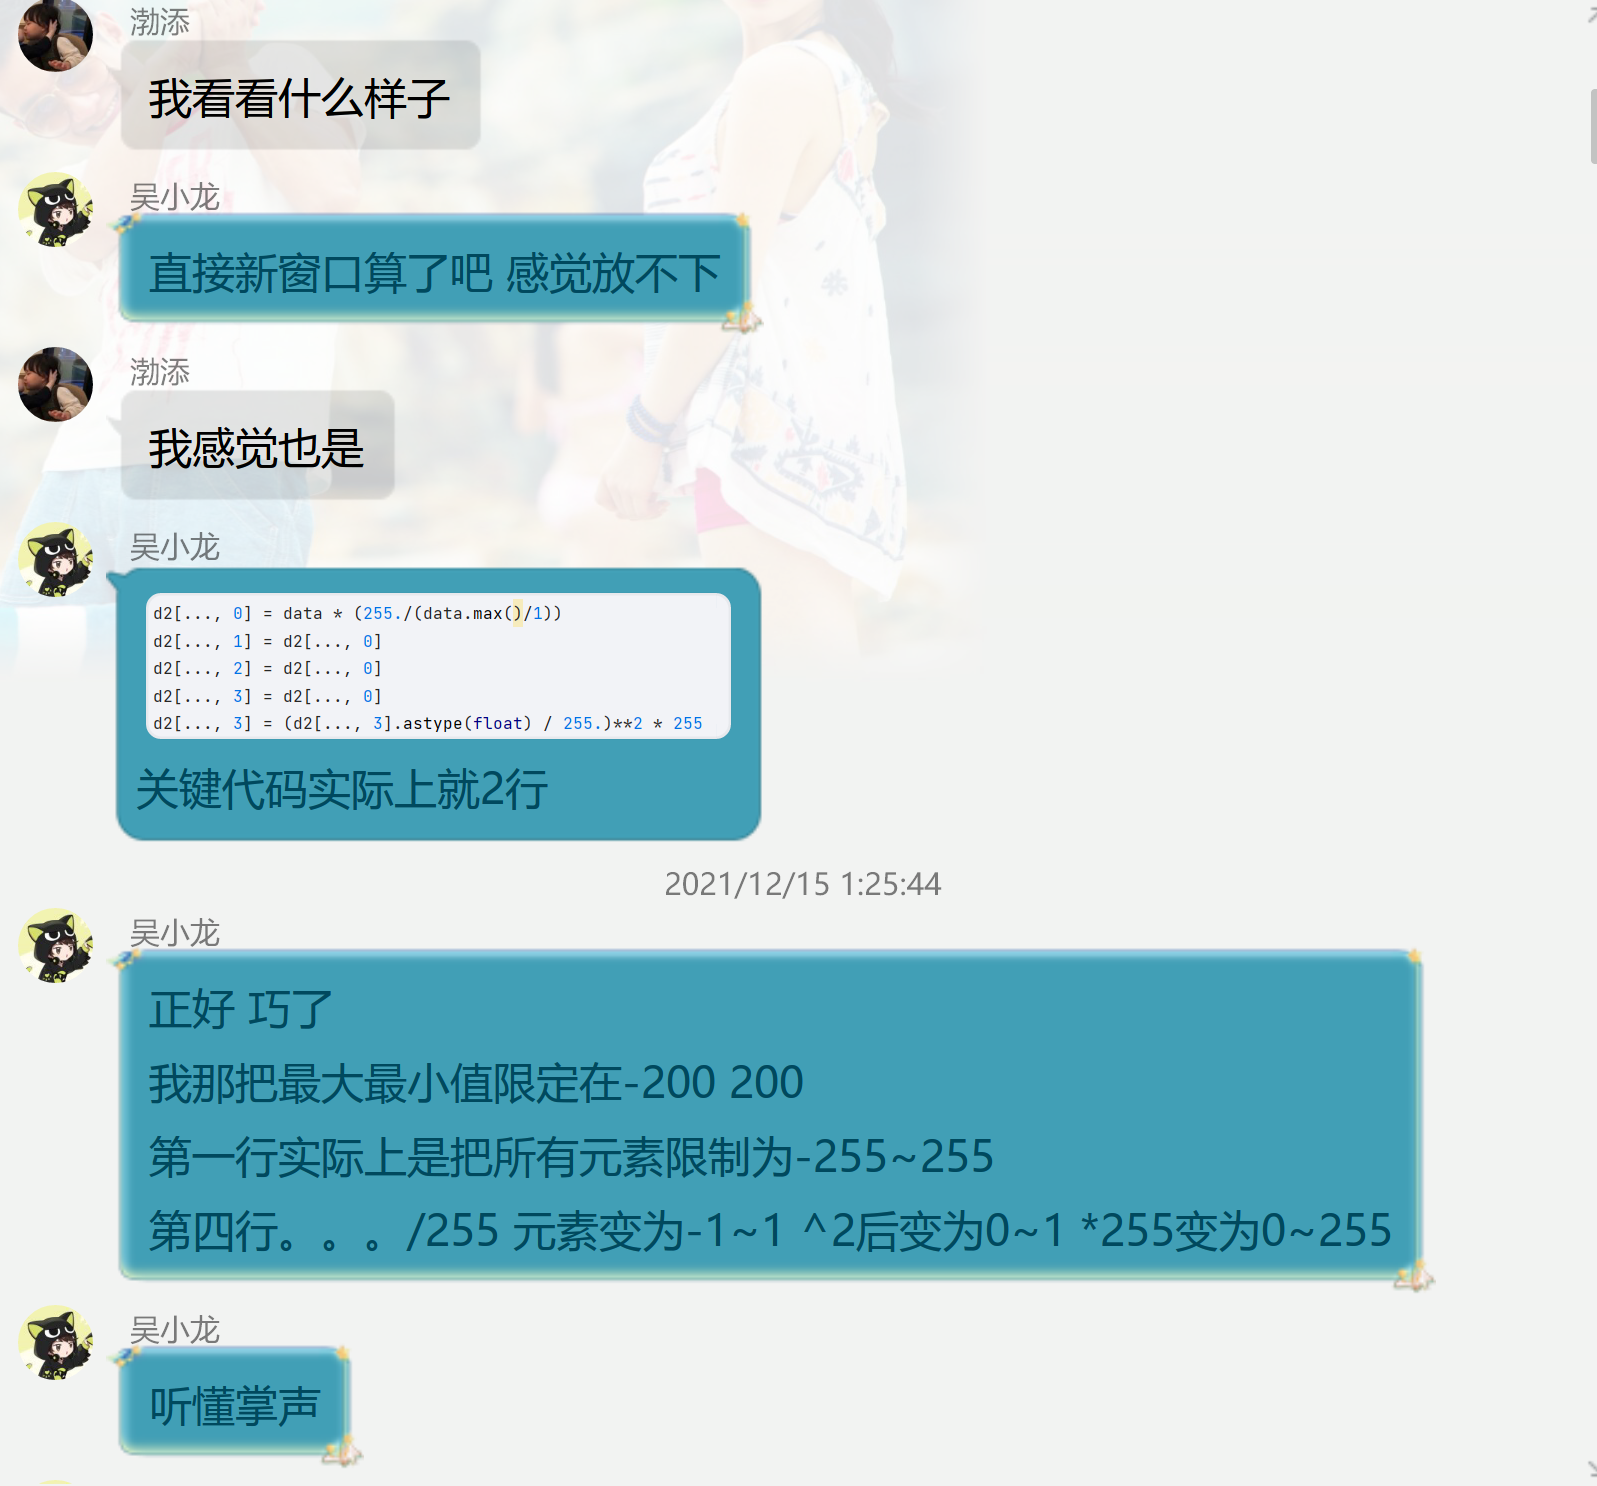 渤添
我看看什么样子
吴小龙
直接新窗口算了吧 感觉放不下
渤添
我感觉也是
吴小龙
d2[..., 0] = data * (255./(data.max()/1))
d2[..., 1] = d2[..., 0]
d2[..., 2] = d2[..., 0]
d2[..., 3] = d2[..., 0]
d2[..., 3] = (d2[..., 3].astype(float) / 255.)**2 * 255
关键代码实际上就2行
2021/12/15 1:25:44
吴小龙
正好 巧了
我那把最大最小值限定在-200 200
第一行实际上是把所有元素限制为-255~255
第四行。。。/255 元素变为-1~1 ^2后变为0~1 *255变为0~255
吴小龙
听懂掌声